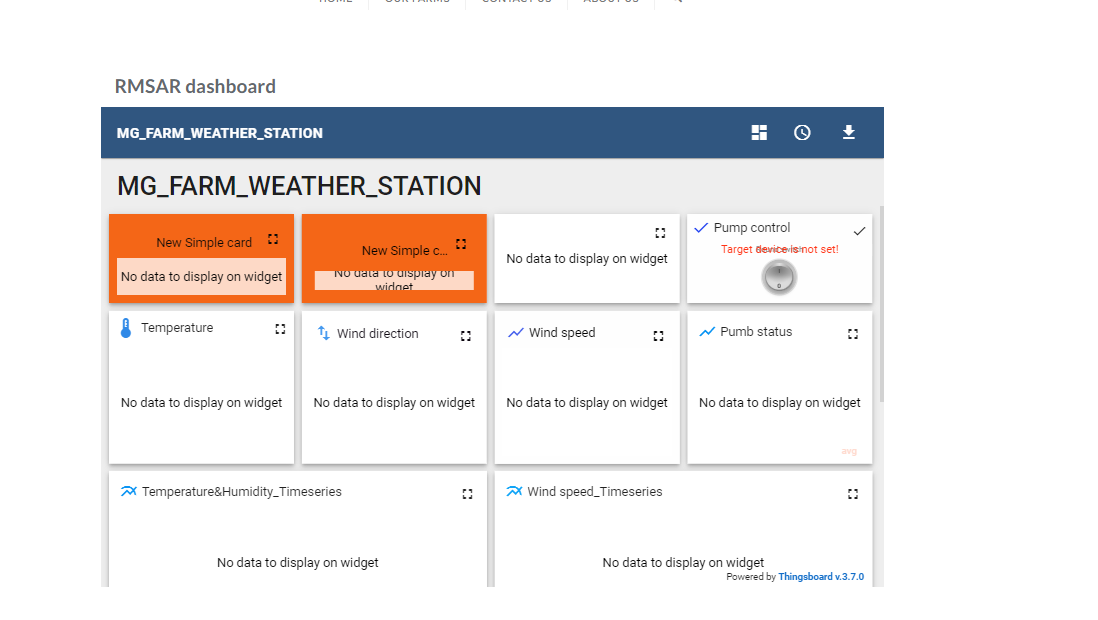 HOME OUR FARMS CONTACT US ABOUT US
RMSAR dashboard
MG_FARM_WEATHER_STATION
MG_FARM_WEATHER_STATION
New Simple card
No data to display on widget
New Simple c...
No data to display on
widget
No data to display on widget
Pump control
Target device is not set!
Temperature
No data to display on widget
Wind direction
No data to display on widget
Wind speed
No data to display on widget
Pumb status
No data to display on widget
avg
Temperature&Humidity_Timeseries
No data to display on widget
Wind speed_Timeseries
No data to display on widget
Powered by Thingsboard v.3.7.0